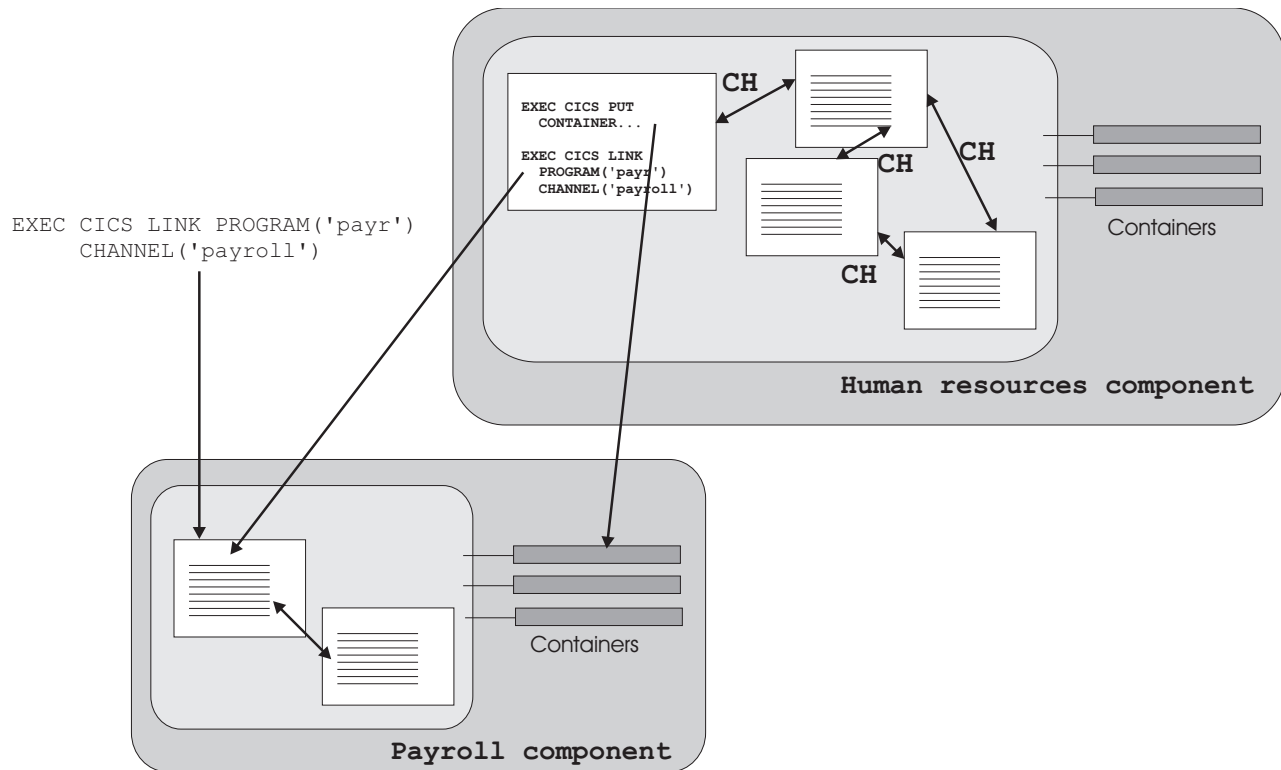 CH
EXEC CICS PUT
CONTAINER...
EXEC CICS LINK
PROGRAM('payr')
CHANNEL('payroll')
CH
CH
CH
Containers
Human resources component
EXEC CICS LINK PROGRAM('payr')
CHANNEL('payroll')
Containers
Payroll component